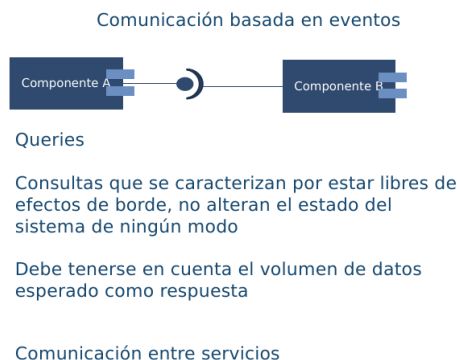 Comunicación basada en eventos
Componente A
Componente B
Queries
Consultas que se caracterizan por estar libres de
efectos de borde, no alteran el estado del
sistema de ningún modo
Debe tenerse en cuenta el volumen de datos
esperado como respuesta
Comunicación entre servicios